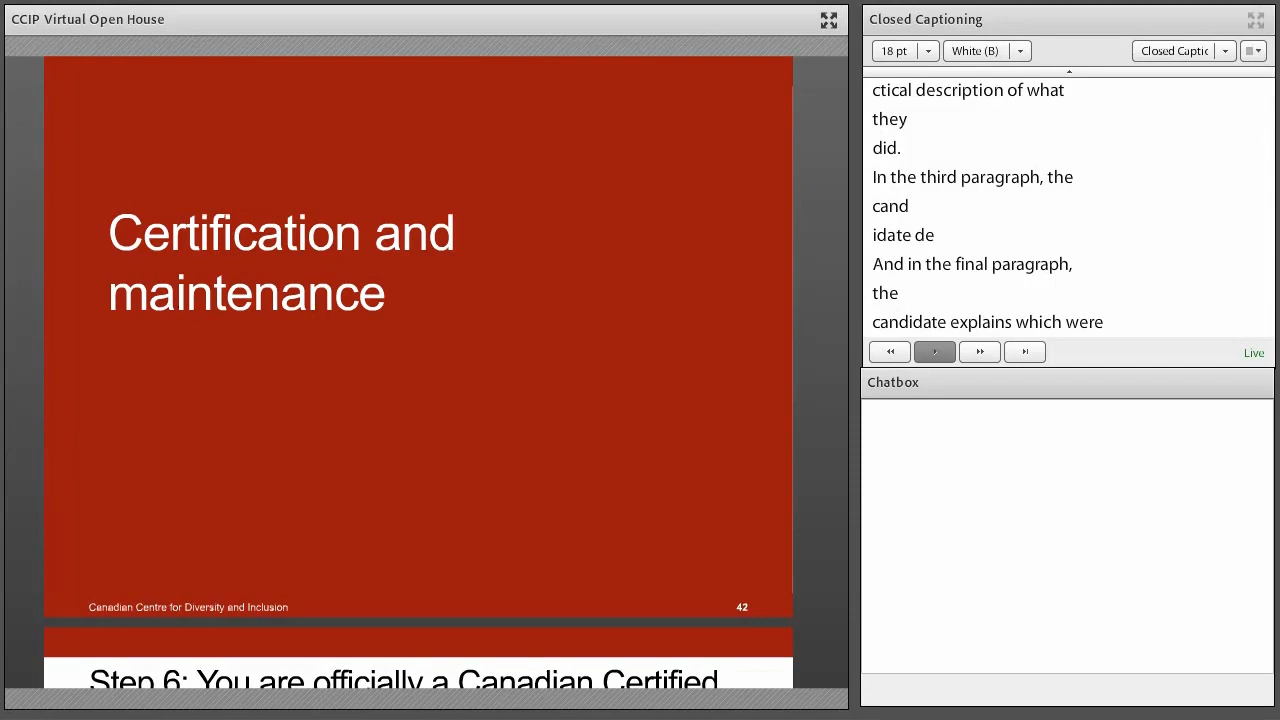 CCIP Virtual Open House
Certification and
maintenance
Canadian Centre for Diversity and Inclusion
42
Step 6: You are officially a Canadian Certified
Closed Captioning
18 pt
White (B)
Closed Captic
ctical description of what
they
did.
In the third paragraph, the
cand
idate de
And in the final paragraph,
the
candidate explains which were
Live
Chatbox